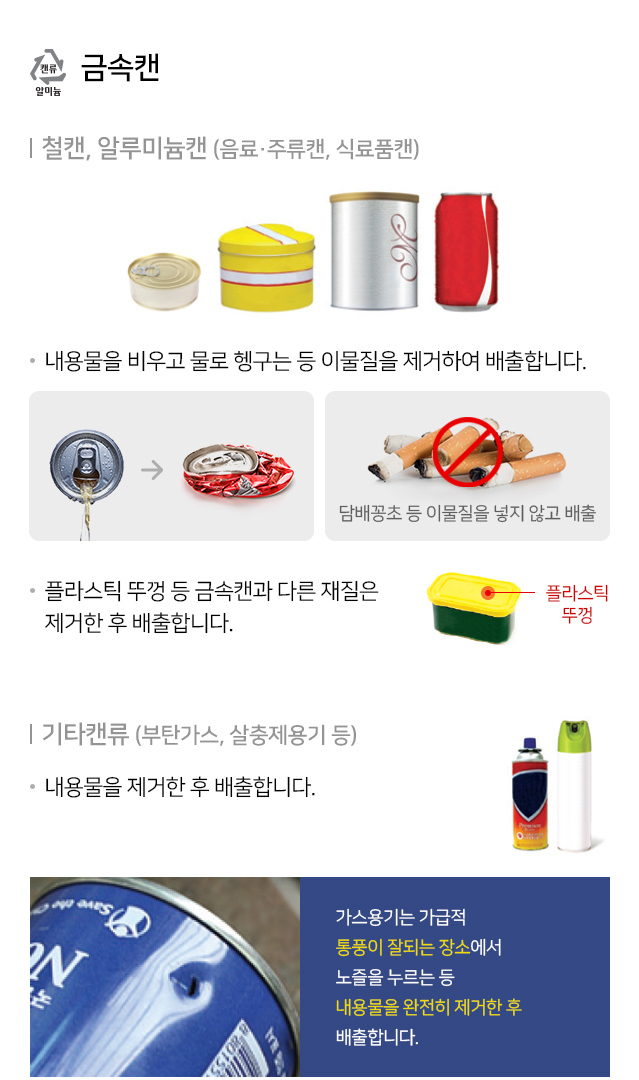 캔류
알미늄
금속캔
철캔, 알루미늄캔 (음료·주류캔, 식료품캔)
• 내용물을 비우고 물로 헹구는 등 이물질을 제거하여 배출합니다.
담배꽁초 등 이물질을 넣지 않고 배출
• 플라스틱 뚜껑 등 금속캔과 다른 재질은
제거한 후 배출합니다.
플라스틱
뚜껑
기타캔류 (부탄가스, 살충제용기 등)
• 내용물을 제거한 후 배출합니다.
Save the
가스용기는 가급적
통풍이 잘되는 장소에서
노즐을 누르는 등
내용물을 완전히 제거한 후
배출합니다.